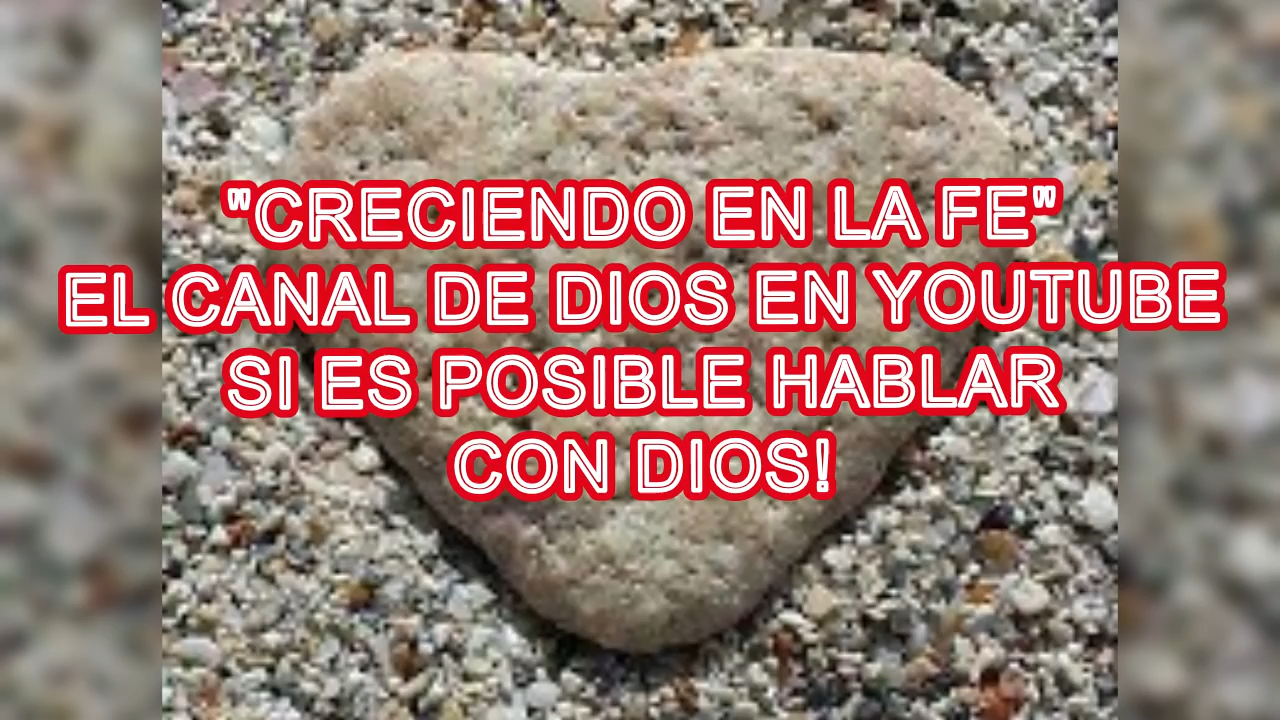 "CRECIENDO EN LA FE"
EL CANAL DE DIOS EN YOUTUBE
SI ES POSIBLE HABLAR
CON DIOS!